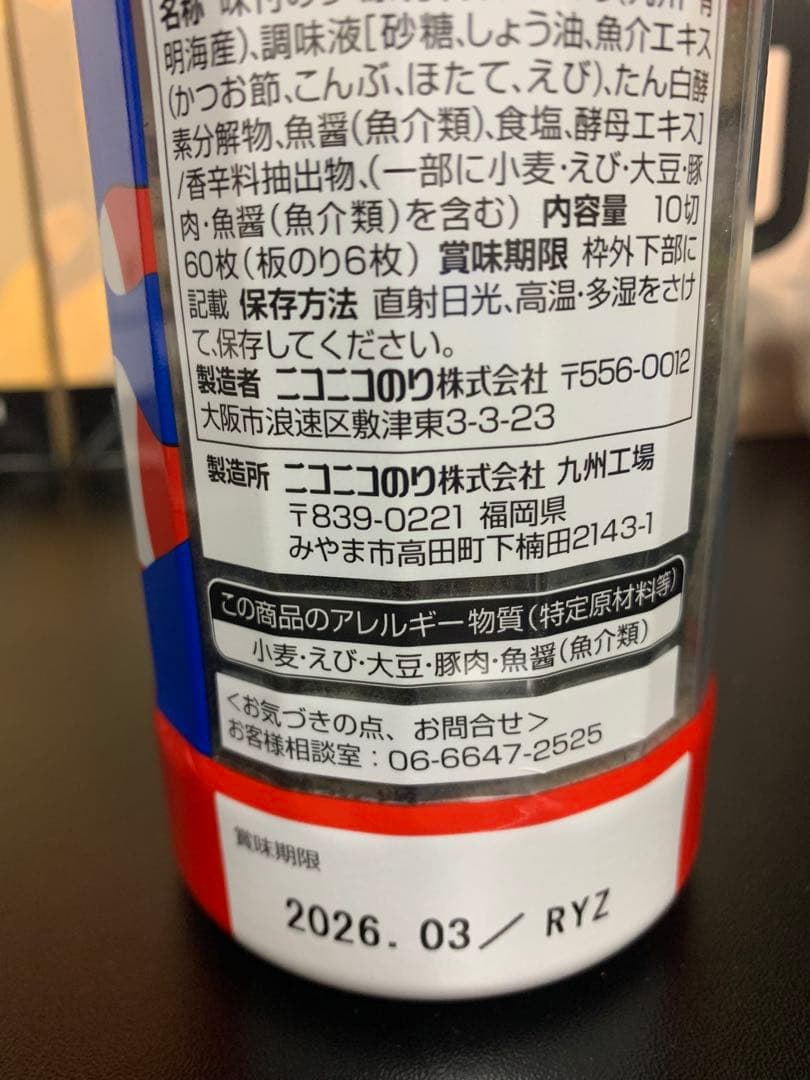 名称 味付のり
明海産)、調味液[砂糖、しょう油、魚介エキス
(かつお節、こんぶ、ほたて、えび)、たん白酵
素分解物、魚醤(魚介類)、食塩、酵母エキス]
/香辛料抽出物、(一部に小麦・えび・大豆・豚
肉・魚醤(魚介類)を含む) 内容量 10切
60枚(板のり6枚) 賞味期限 枠外下部に
記載 保存方法 直射日光、高温・多湿をさけ
て、保存してください。
製造者 ニコニコのり株式会社 〒556-0012
大阪市浪速区敷津東3-3-23
製造所 ニコニコのり株式会社 九州工場
〒839-0221 福岡県
みやま市高田町下楠田2143-1
この商品のアレルギー物質(特定原材料等)
小麦・えび・大豆・豚肉・魚醤(魚介類)
<お気づきの点、お問合せ>
お客様相談室:06-6647-2525
賞味期限
2026. 03/ RYZ